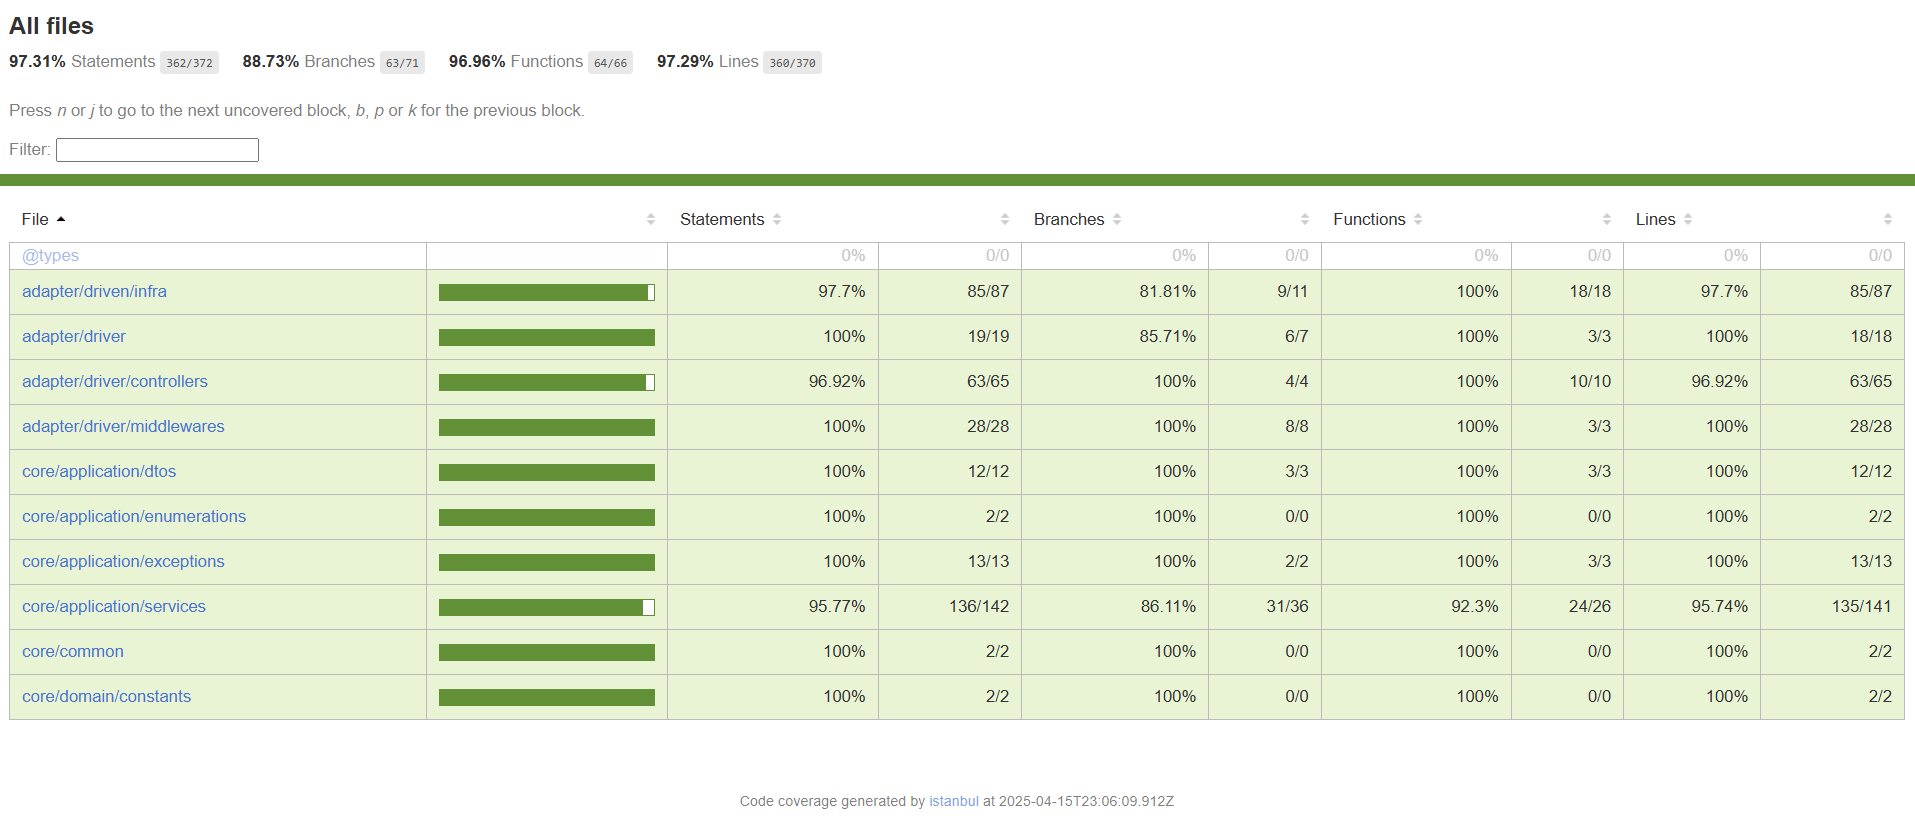 All files
97.31% Statements 362/372 88.73% Branches 63/71 96.96% Functions 64/66 97.29% Lines 360/370
Press n or j to go to the next uncovered block, b, p or k for the previous block.
Filter:
File Statements Branches Functions Lines
@types 0% 0/0 0% 0/0 0% 0/0 0% 0/0
adapter/driven/infra 97.7% 85/87 81.81% 9/11 100% 18/18 97.7% 85/87
adapter/driver 100% 19/19 85.71% 6/7 100% 3/3 100% 18/18
adapter/driver/controllers 96.92% 63/65 100% 4/4 100% 10/10 96.92% 63/65
adapter/driver/middlewares 100% 28/28 100% 8/8 100% 3/3 100% 28/28
core/application/dtos 100% 12/12 100% 3/3 100% 3/3 100% 12/12
core/application/enumerations 100% 2/2 100% 0/0 100% 0/0 100% 2/2
core/application/exceptions 100% 13/13 100% 2/2 100% 3/3 100% 13/13
core/application/services 95.77% 136/142 86.11% 31/36 92.3% 24/26 95.74% 135/141
core/common 100% 2/2 100% 0/0 100% 0/0 100% 2/2
core/domain/constants 100% 2/2 100% 0/0 100% 0/0 100% 2/2
Code coverage generated by istanbul at 2025-04-15T23:06:09.912Z